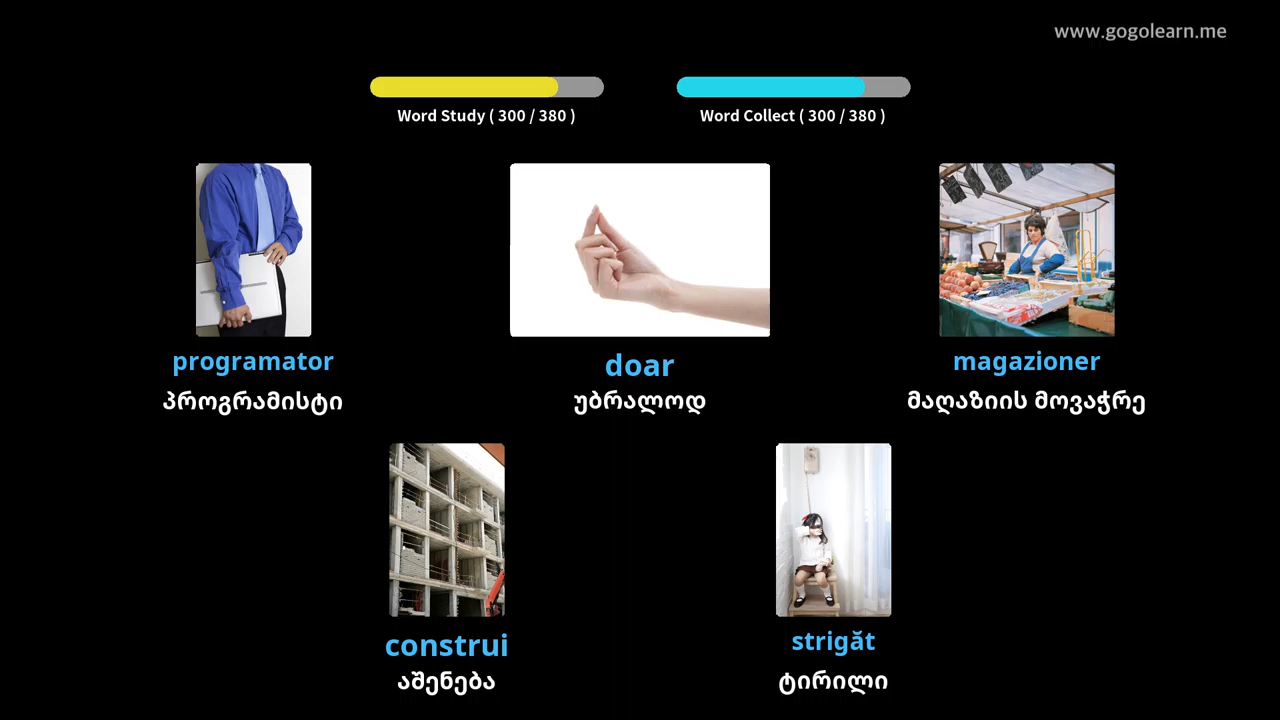 www.gogolearn.me
Word Study ( 300 / 380 )
Word Collect ( 300 / 380 )
programator
პროგრამისტი
doar
უბრალოდ
magazioner
მაღაზიის მოვაჭრე
construi
აშენება
strigăt
ტირილი